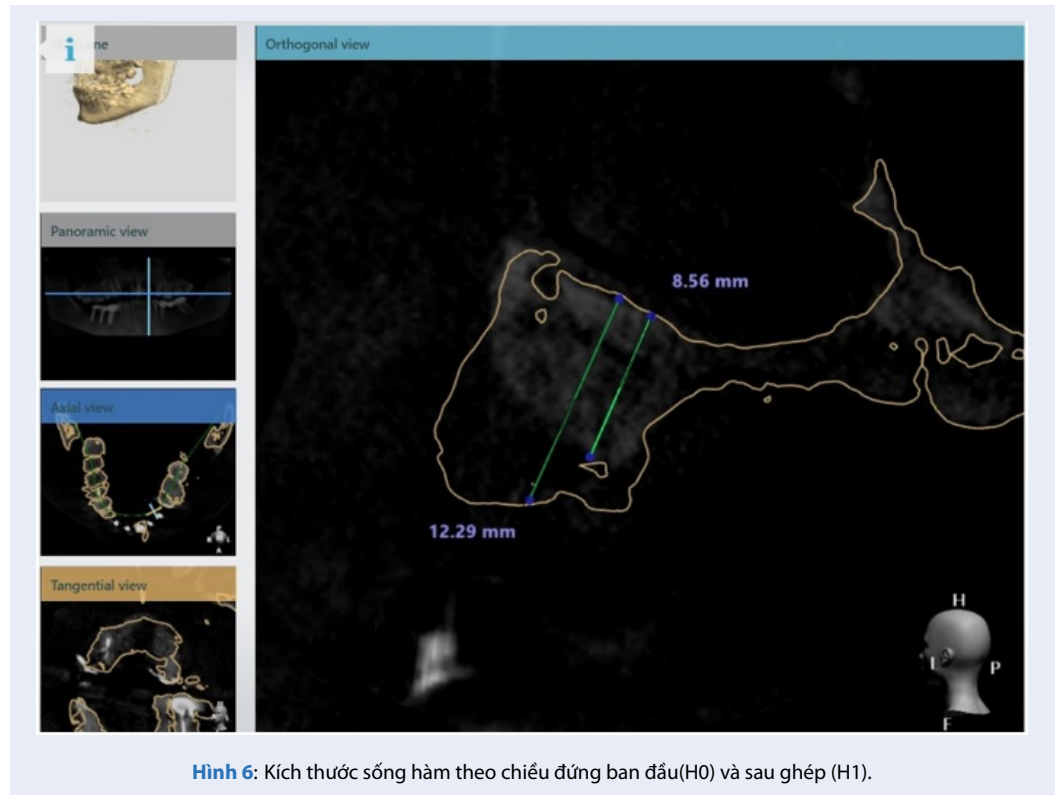 i
Orthogonal view
8.56 mm
Panoramic view
Axial view
12.29 mm
Tangential view
H
L
P
F
Hình 6: Kích thước sống hàm theo chiều đứng ban đầu(H0) và sau ghép (H1).